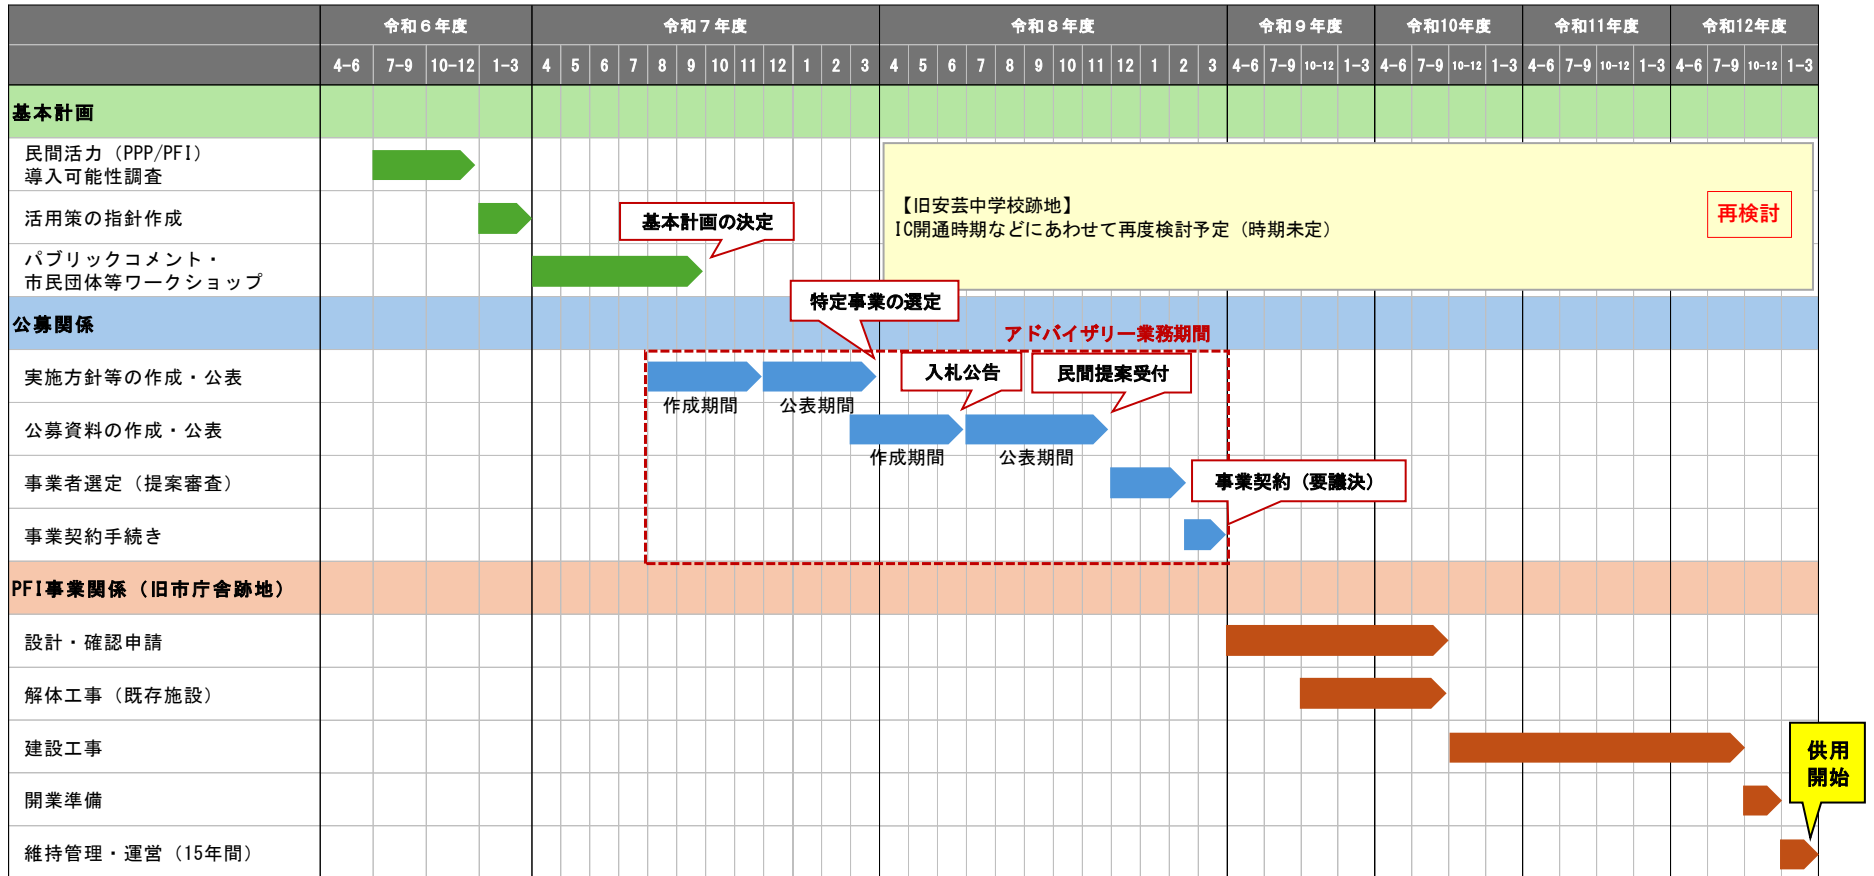 令和６年度 令和７年度 令和８年度 令和９年度 令和10年度 令和11年度 令和12年度
4-6 7-9 10-12 1-3 4 5 6 7 8 9 10 11 12 1 2 3 4 5 6 7 8 9 10 11 12 1 2 3 4-6 7-9 10-12 1-3 4-6 7-9 10-12 1-3 4-6 7-9 10-12 1-3 4-6 7-9 10-12 1-3
基本計画
民間活力（PPP/PFI）
導入可能性調査
活用策の指針作成
基本計画の決定
【旧安芸中学校跡地】
IC開通時期などにあわせて再度検討予定（時期未定）
再検討
パブリックコメント・
市民団体等ワークショップ
特定事業の選定
公募関係
アドバイザリー業務期間
実施方針等の作成・公表
入札公告
民間提案受付
作成期間 公表期間
公募資料の作成・公表
作成期間 公表期間
事業者選定（提案審査）
事業契約（要議決）
事業契約手続き
PFI事業関係（旧市庁舎跡地）
設計・確認申請
解体工事（既存施設）
建設工事
供用
開始
開業準備
維持管理・運営（15年間）